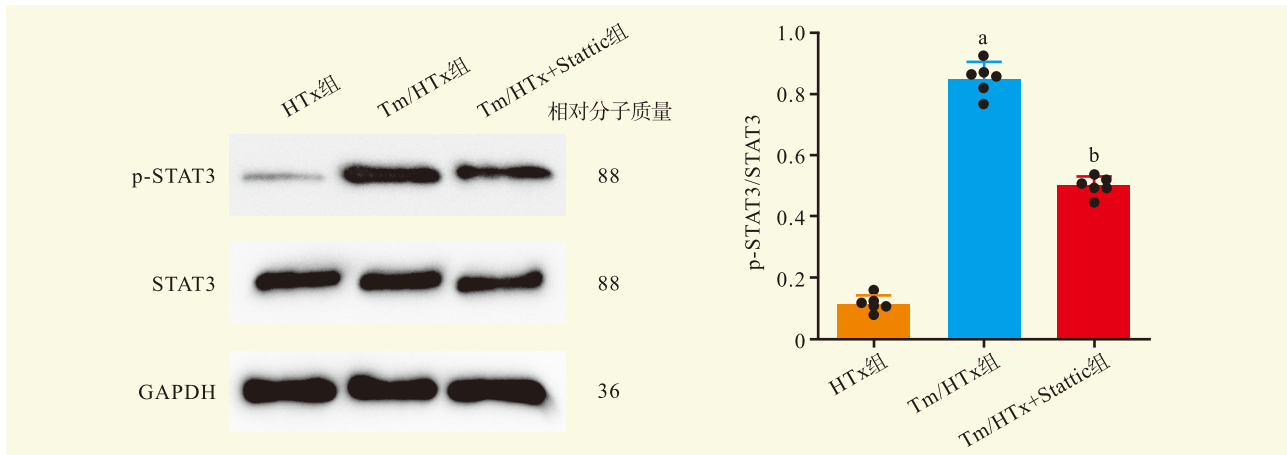 HTx组
Tm/HTx组
Tm/HTx+Stattic组
相对分子质量
p-STAT3
88
STAT3
88
GAPDH
36
p-STAT3/STAT3
1.0
0.8
0.6
0.4
0.2
0
a
b
HTx组
Tm/HTx组
Tm/HTx+Stattic组